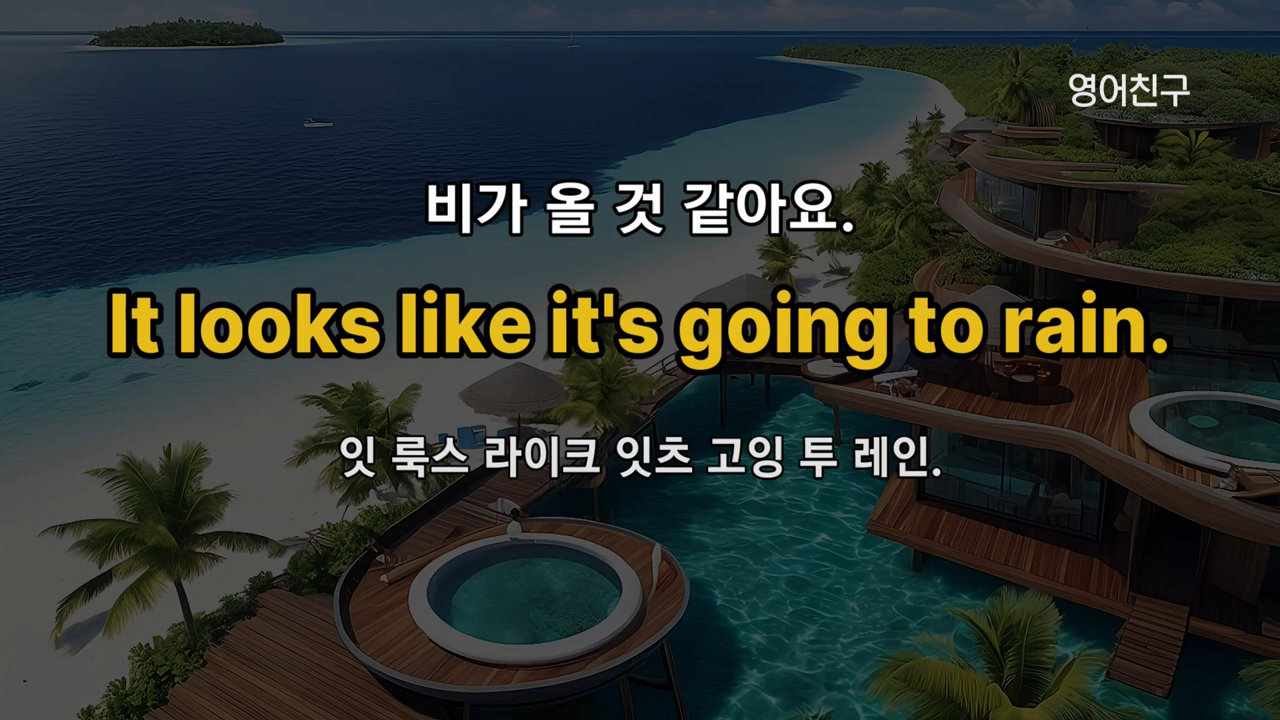 영어친구
비가 올 것 같아요.
It looks like it's going to rain.
잇 룩스 라이크 잇츠 고잉 투 레인.